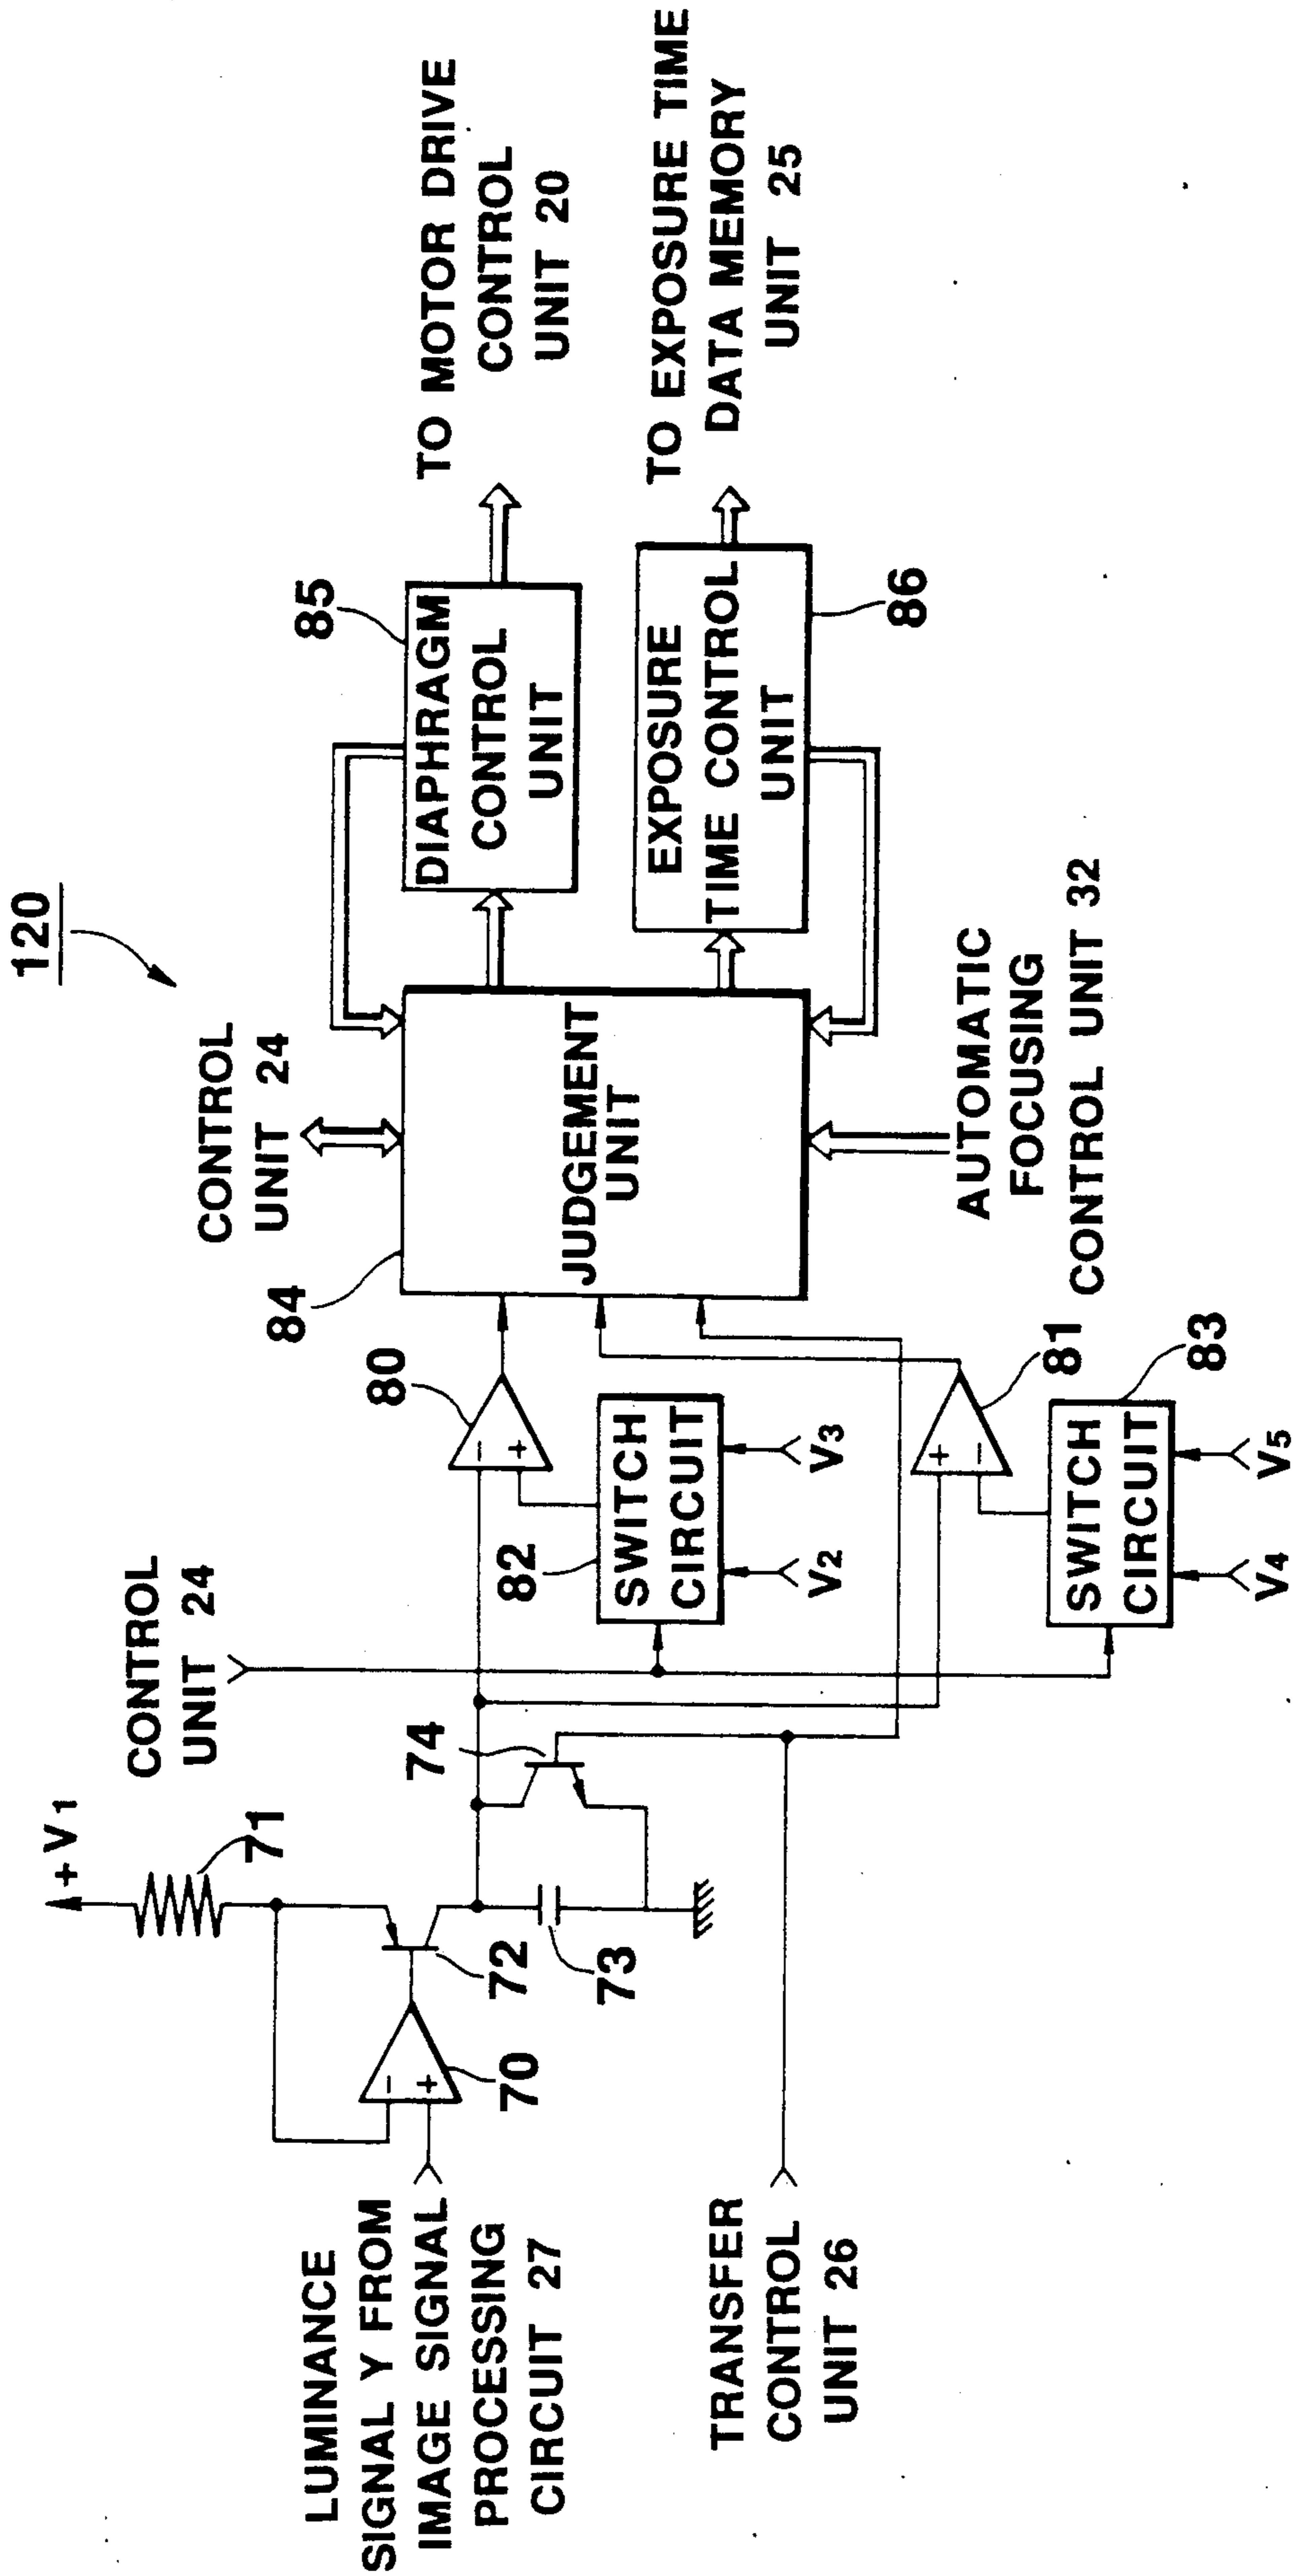 120
+V1
71
CONTROL
UNIT 24
CONTROL
UNIT 24
85
DIAPHRAGM
CONTROL
UNIT
TO MOTOR DRIVE
CONTROL
UNIT 20
LUMINANCE
SIGNAL Y FROM
IMAGE SIGNAL
PROCESSING
CIRCUIT 27
-
+
70
72
73
74
80
-
+
82
SWITCH
CIRCUIT
V2
V3
84
JUDGEMENT
UNIT
EXPOSURE
TIME CONTROL
UNIT
86
TO EXPOSURE TIME
DATA MEMORY
UNIT 25
TRANSFER
CONTROL
UNIT 26
+
-
81
83
SWITCH
CIRCUIT
V4
V5
AUTOMATIC
FOCUSING
CONTROL UNIT 32